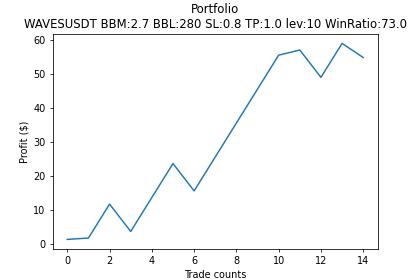 Portfolio
WAVESUSDT BBM:2.7 BBL:280 SL:0.8 TP:1.0 lev:10 WinRatio:73.0
60
50
40
30
20
10
0
Profit ($)
0 2 4 6 8 10 12 14
Trade counts